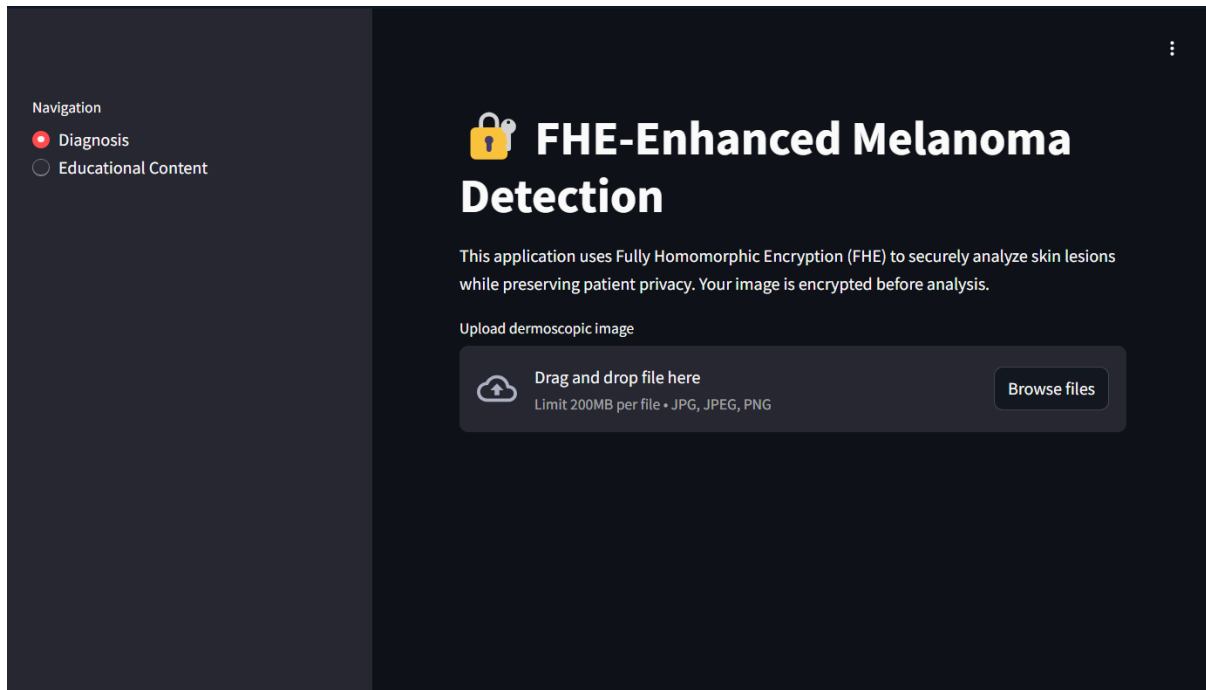 Navigation
Diagnosis
Educational Content
FHE-Enhanced Melanoma
Detection
This application uses Fully Homomorphic Encryption (FHE) to securely analyze skin lesions
while preserving patient privacy. Your image is encrypted before analysis.
Upload dermoscopic image
Drag and drop file here
Limit 200MB per file • JPG, JPEG, PNG
Browse files